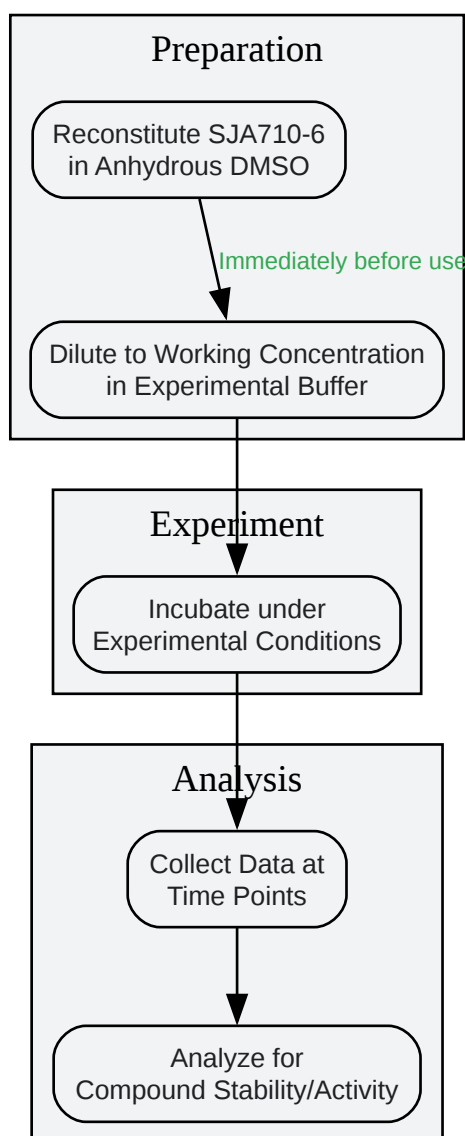 Preparation
Reconstitute SJA710-6
in Anhydrous DMSO
Immediately before use
Dilute to Working Concentration
in Experimental Buffer
Experiment
Incubate under
Experimental Conditions
Analysis
Collect Data at
Time Points
Analyze for
Compound Stability/Activity